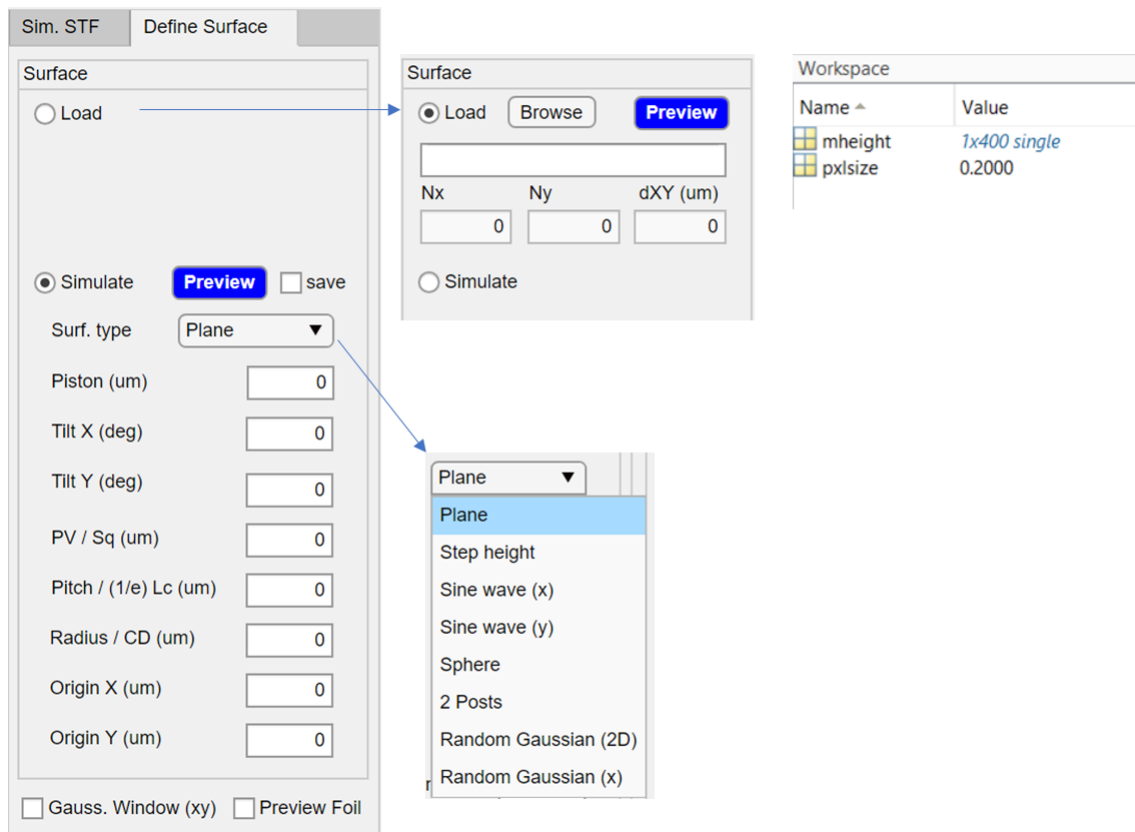 Sim. STF
Define Surface
Surface
Load
Simulate
Preview
save
Surf. type
Plane
Piston (um)
0
Tilt X (deg)
0
Tilt Y (deg)
0
PV / Sq (um)
0
Pitch / (1/e) Lc (um)
0
Radius / CD (um)
0
Origin X (um)
0
Origin Y (um)
0
Gauss. Window (xy)
Preview Foil
Surface
Load
Browse
Preview
Nx
Ny
dXY (um)
0
0
0
Simulate
Plane
Plane
Step height
Sine wave (x)
Sine wave (y)
Sphere
2 Posts
Random Gaussian (2D)
Random Gaussian (x)
Workspace
Name
Value
mheight
1x400 single
pxlsize
0.2000